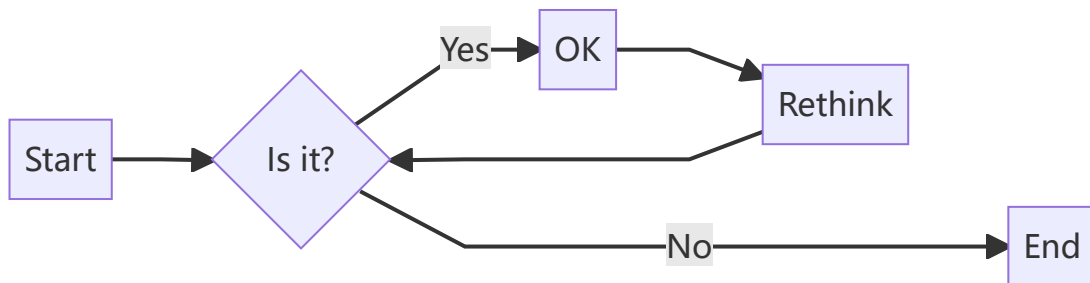 Yes
OK
Rethink
Start
Is it?
No
End